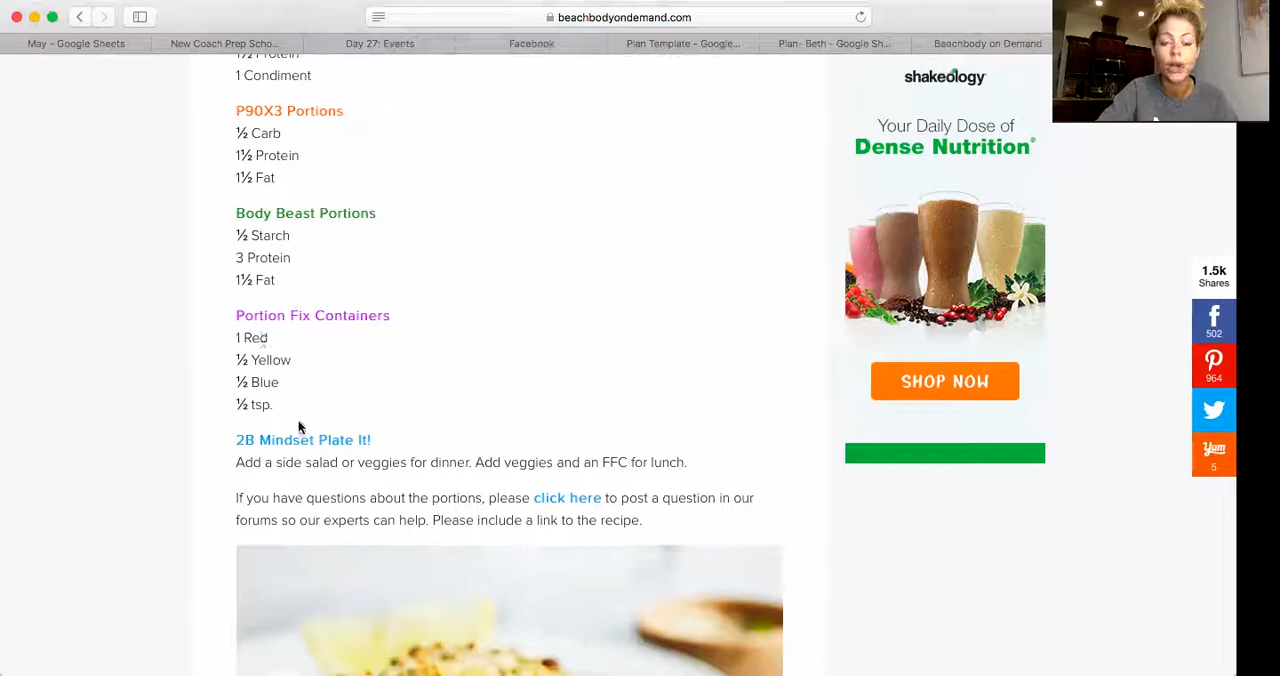 beachbodyondemand.com
May - Google Sheets
New Coach Prep Scho...
Day 27: Events
Facebook
Plan Template - Google...
Plan- Beth - Google Sh...
Beachbody on Demand
1½ Protein
1 Condiment
P90X3 Portions
½ Carb
1½ Protein
1½ Fat
Body Beast Portions
½ Starch
3 Protein
1½ Fat
Portion Fix Containers
1 Red
½ Yellow
½ Blue
½ tsp.
2B Mindset Plate It!
Add a side salad or veggies for dinner. Add veggies and an FFC for lunch.
If you have questions about the portions, please click here to post a question in our
forums so our experts can help. Please include a link to the recipe.
shakeology
Your Daily Dose of
Dense Nutrition®
SHOP NOW
1.5k
Shares
502
964
Yum
5